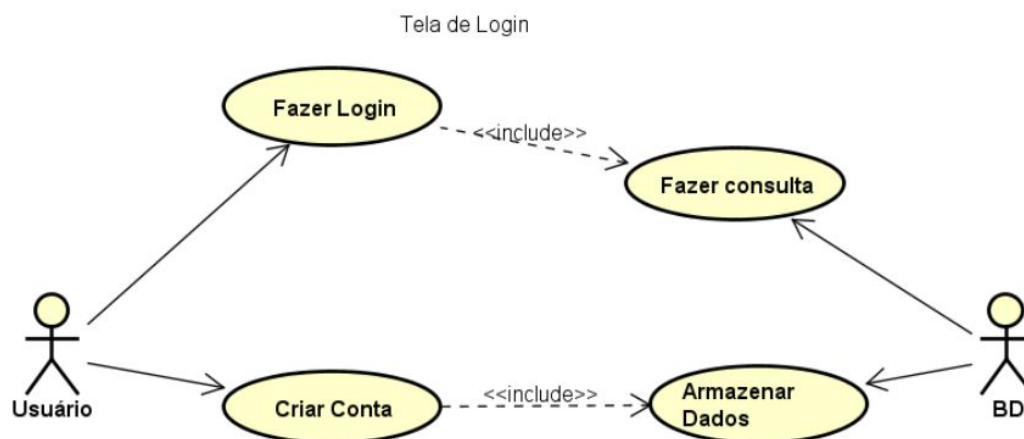 Tela de Login
Fazer Login
<<include>>
Fazer consulta
Usuário
Criar Conta
<<include>>
Armazenar
Dados
BD